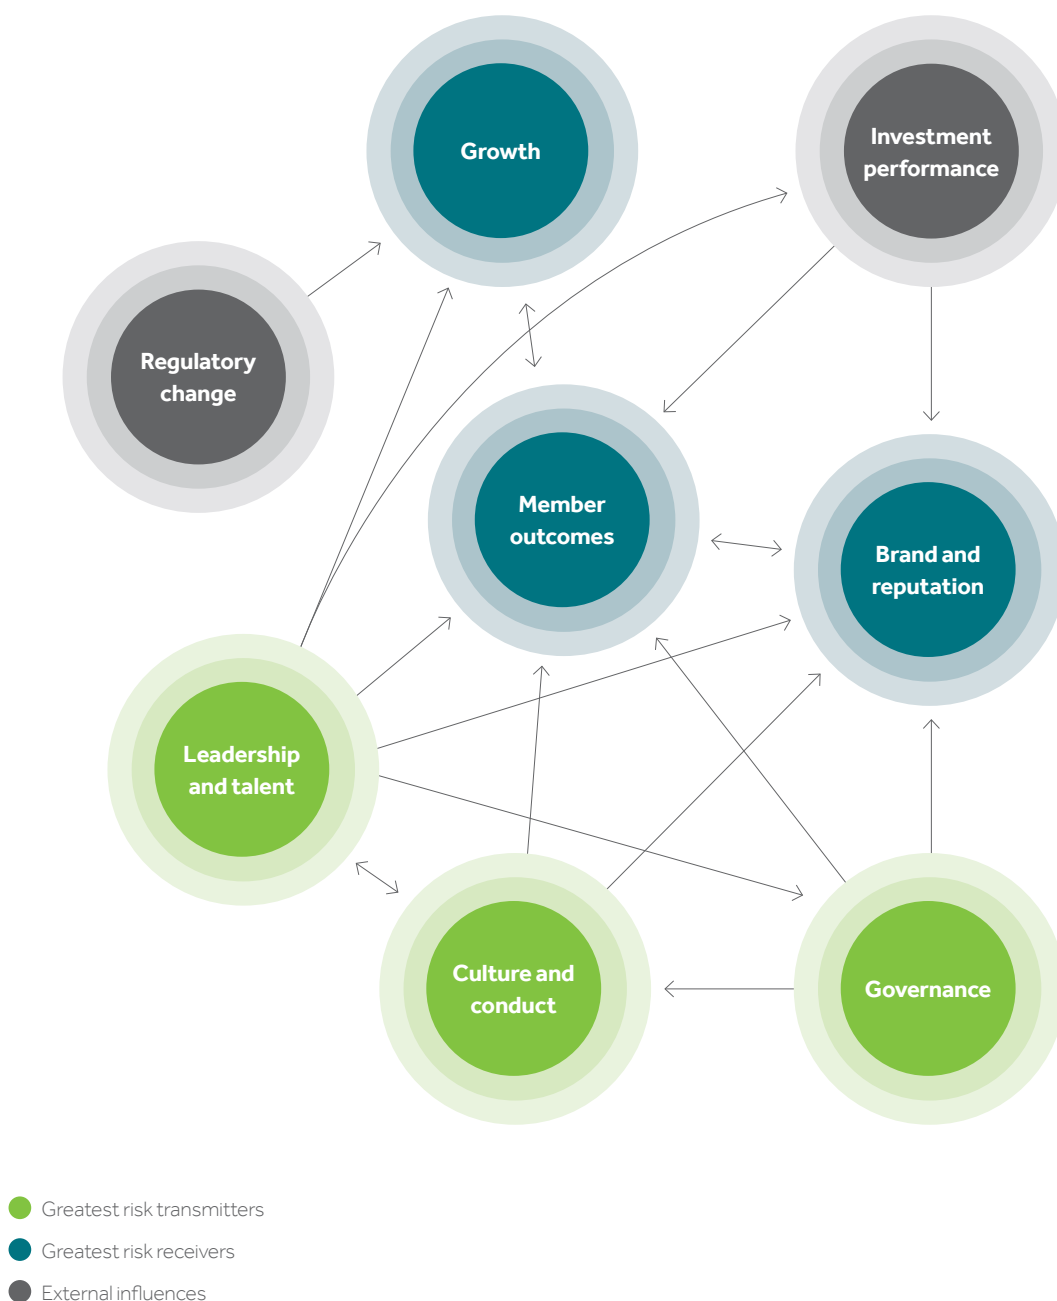 Growth
Investment
performance
Regulatory
change
Member
outcomes
Brand and
reputation
Leadership
and talent
Culture and
conduct
Governance
Greatest risk transmitters
Greatest risk receivers
External influences